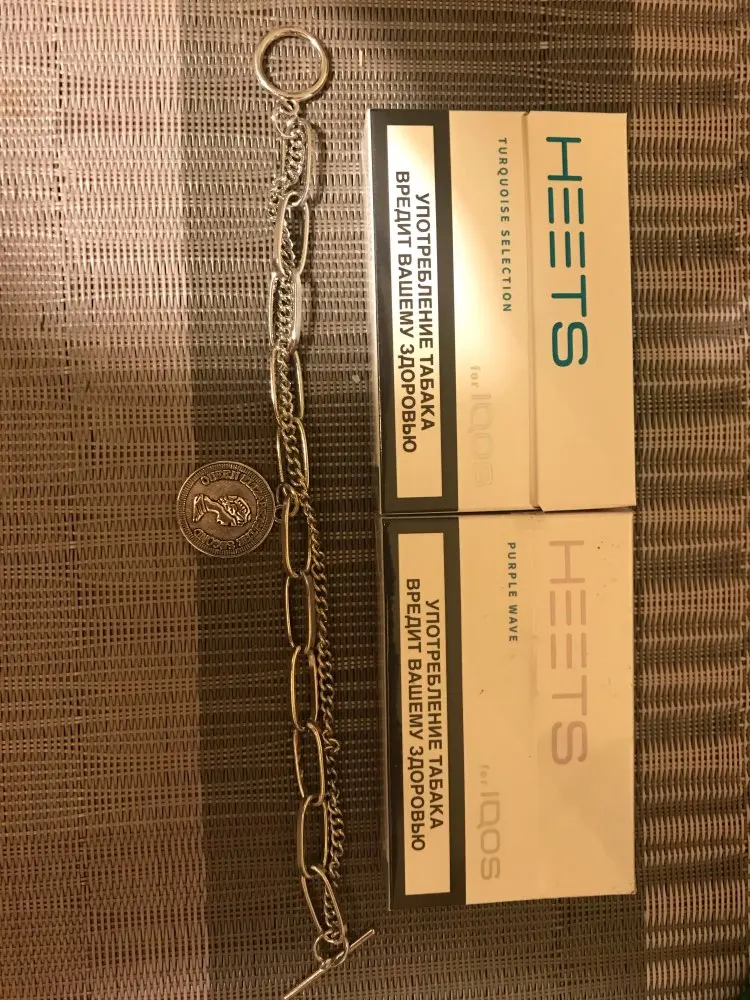 HEETS
TURQUOISE SELECTION
for IQOS
УПОТРЕБЛЕНИЕ ТАБАКА
ВРЕДИТ ВАШЕМУ ЗДОРОВЬЮ
HEETS
PURPLE WAVE
for IQOS
УПОТРЕБЛЕНИЕ ТАБАКА
ВРЕДИТ ВАШЕМУ ЗДОРОВЬЮ